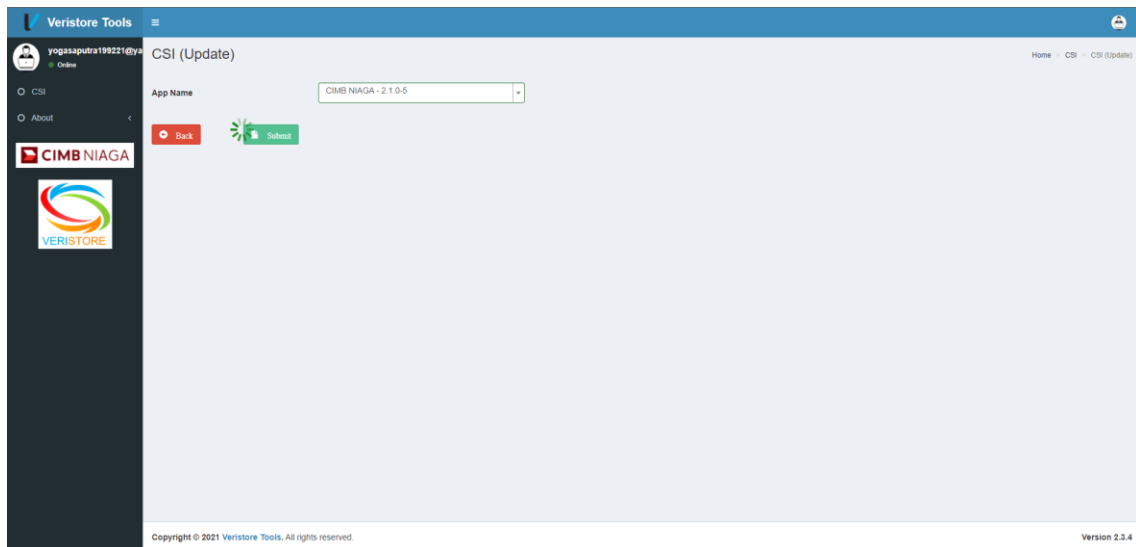 Veristore Tools
yogasaputra199221@ya
Online
CSI (Update)
Home > CSI > CSI (Update)
CSI
About
App Name
CIMB NIAGA - 2.1.0-5
Back
Submit
CIMB NIAGA
VERISTORE
Copyright © 2021 Veristore Tools. All rights reserved.
Version 2.3.4